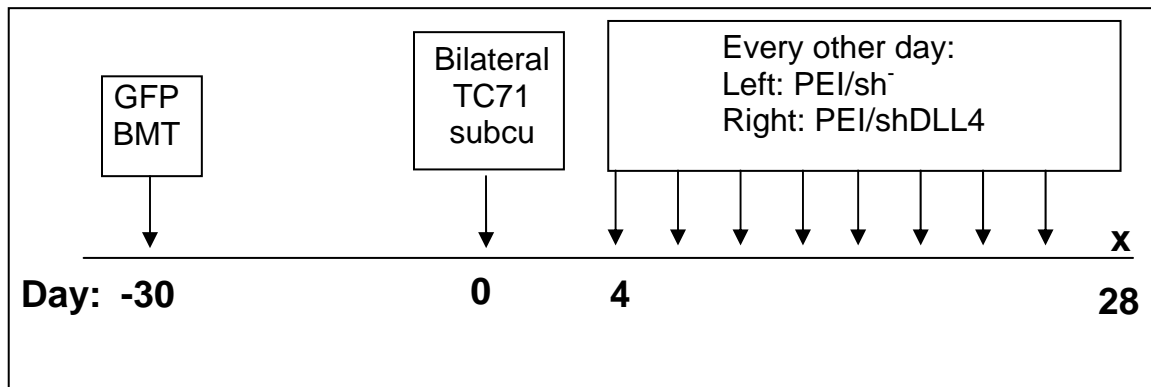 GFP
BMT
Bilateral
TC71
subcu
Every other day:
Left: PEI/sh⁻
Right: PEI/shDLL4
x
Day: -30 0 4 28